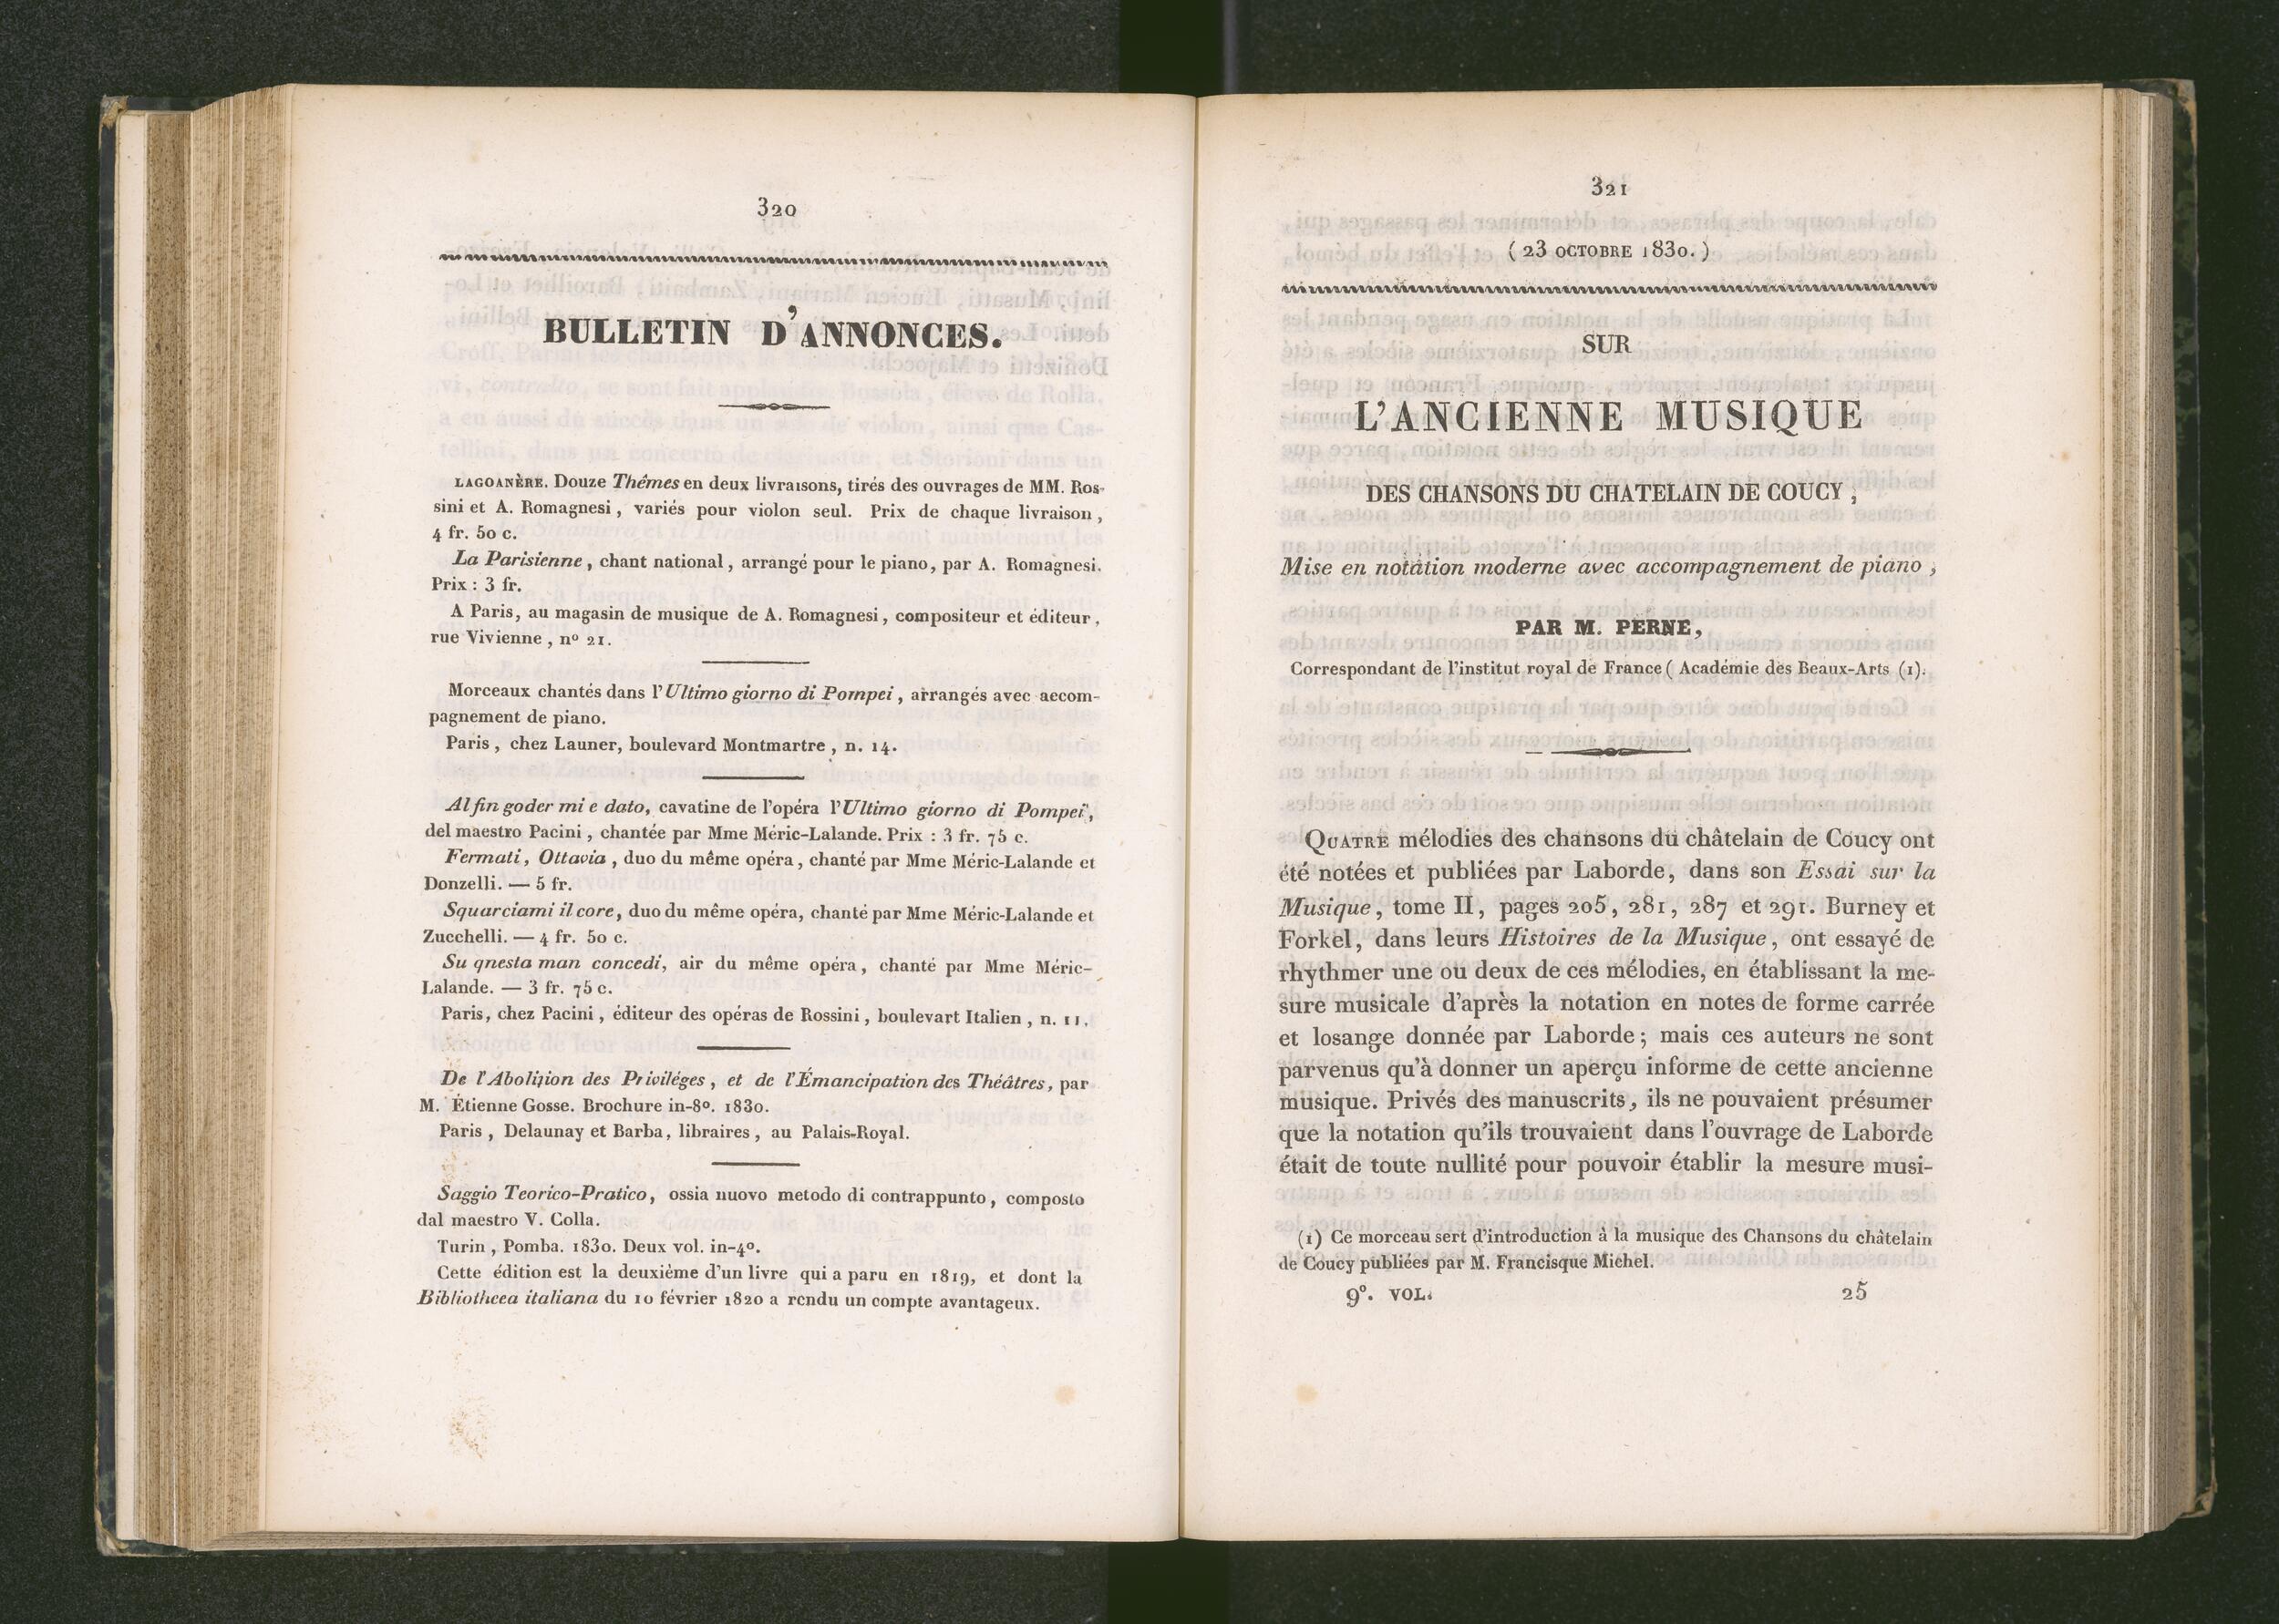 320
BULLETIN D'ANNONCES.
LAGOANÈRE. Douze Thêmes en deux livraisons, tirés des ouvrages de MM. Ros-
sini et A. Romagnesi, variés pour violon seul. Prix de chaque livraison,
4 fr. 50 c.
La Parisienne, chant national, arrangé pour le piano, par A. Romagnesi.
Prix : 3 fr.
A Paris, au magasin de musique de A. Romagnesi, compositeur et éditeur,
rue Vivienne, nº 21.
Morceaux chantés dans l'Ultimo giorno di Pompei, arrangés avec accom-
pagnement de piano.
Paris, chez Launer, boulevard Montmartre, n. 14.
Al fin goder mi e dato, cavatine de l'opéra l'Ultimo giorno di Pompei,
del maestro Pacini, chantée par Mme Méric-Lalande. Prix : 3 fr. 75 c.
Fermati, Ottavia, duo du même opéra, chanté par Mme Méric-Lalande et
Donzelli. — 5 fr.
Squarciami il core, duo du même opéra, chanté par Mme Méric-Lalande et
Zucchelli. — 4 fr. 50 c.
Su qnesta man concedi, air du même opéra, chanté par Mme Méric-
Lalande. — 3 fr. 75 c.
Paris, chez Pacini, éditeur des opéras de Rossini, boulevart Italien, n. 11.
De l'Abolition des Priviléges, et de l'Émancipation des Théâtres, par
M. Étienne Gosse. Brochure in-8º. 1830.
Paris, Delaunay et Barba, libraires, au Palais-Royal.
Saggio Teorico-Pratico, ossia nuovo metodo di contrappunto, composto
dal maestro V. Colla.
Turin, Pomba. 1830. Deux vol. in-4º.
Cette édition est la deuxième d'un livre qui a paru en 1819, et dont la
Bibliotheca italiana du 10 février 1820 a rendu un compte avantageux.
321
( 23 OCTOBRE 1830. )
SUR
L'ANCIENNE MUSIQUE
DES CHANSONS DU CHATELAIN DE COUCY,
Mise en notation moderne avec accompagnement de piano,
PAR M. PERNE,
Correspondant de l'institut royal de France ( Académie des Beaux-Arts (1).
QUATRE mélodies des chansons du châtelain de Coucy ont
été notées et publiées par Laborde, dans son Essai sur la
Musique, tome II, pages 205, 281, 287 et 291. Burney et
Forkel, dans leurs Histoires de la Musique, ont essayé de
rhythmer une ou deux de ces mélodies, en établissant la me-
sure musicale d'après la notation en notes de forme carrée
et losange donnée par Laborde; mais ces auteurs ne sont
parvenus qu'à donner un aperçu informe de cette ancienne
musique. Privés des manuscrits, ils ne pouvaient présumer
que la notation qu'ils trouvaient dans l'ouvrage de Laborde
était de toute nullité pour pouvoir établir la mesure musi-
(1) Ce morceau sert d'introduction à la musique des Chansons du châtelain
de Coucy publiées par M. Francisque Michel.
9º. VOL. 25